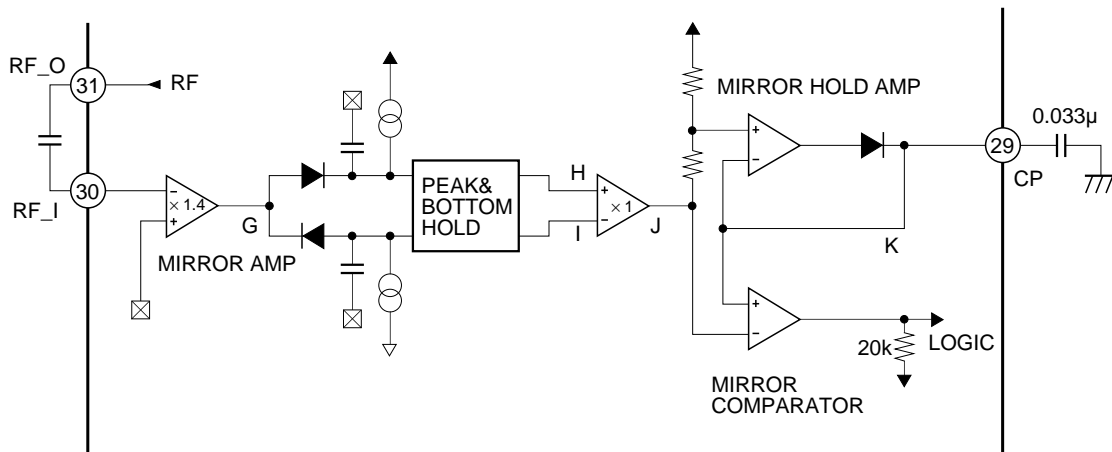 RF_O
31
RF
30
RF_I
−
× 1.4
+
G
MIRROR AMP
PEAK&
BOTTOM
HOLD
H
I
+
× 1
−
J
MIRROR HOLD AMP
+
−
K
29
CP
0.033µ
+
−
20k
LOGIC
MIRROR
COMPARATOR